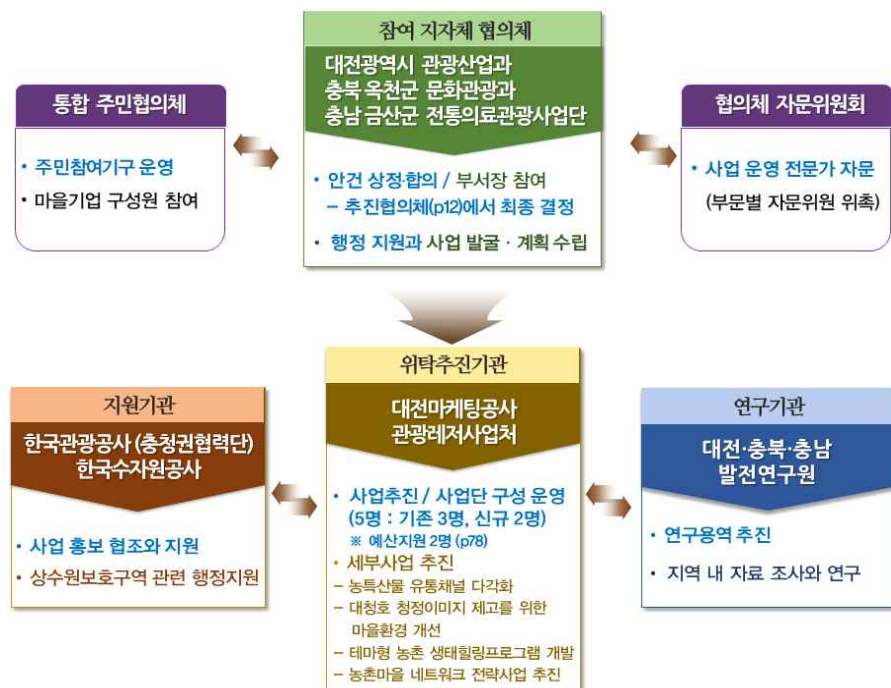 참여 지자체 협의체
대전광역시 관광산업과
충북 옥천군 문화관광과
충남 금산군 전통의료관광사업단
• 안건 상정·합의 / 부서장 참여
– 추진협의체(p12)에서 최종 결정
• 행정 지원과 사업 발굴 · 계획 수립
통합 주민협의체
• 주민참여기구 운영
• 마을기업 구성원 참여
협의체 자문위원회
• 사업 운영 전문가 자문
(부문별 자문위원 위촉)
지원기관
한국관광공사 (충청권협력단)
한국수자원공사
• 사업 홍보 협조와 지원
• 상수원보호구역 관련 행정지원
위탁추진기관
대전마케팅공사
관광레저사업처
• 사업추진 / 사업단 구성 운영
(5명 : 기존 3명, 신규 2명)
※ 예산지원 2명 (p78)
• 세부사업 추진
– 농특산물 유통채널 다각화
– 대청호 청정이미지 제고를 위한
마을환경 개선
– 테마형 농촌 생태힐링프로그램 개발
– 농촌마을 네트워크 전략사업 추진
연구기관
대전·충북·충남
발전연구원
• 연구용역 추진
• 지역 내 자료 조사와 연구